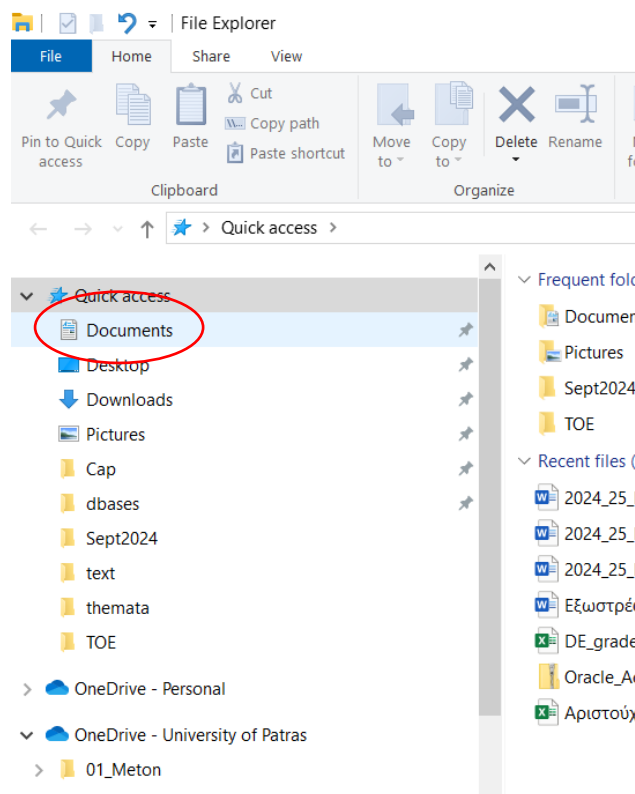 File Explorer
File Home Share View
Pin to Quick access
Copy
Paste
Cut
Copy path
Paste shortcut
Move to
Copy to
Delete
Rename
Clipboard
Organize
Quick access
Quick access
Documents
Desktop
Downloads
Pictures
Cap
dbases
Sept2024
text
themata
TOE
OneDrive - Personal
OneDrive - University of Patras
01_Meton
Frequent fold
Documen
Pictures
Sept2024
TOE
Recent files (
2024_25_
2024_25_
2024_25_
Εξωστρέ
DE_grade
Oracle_A
Αριστούχ